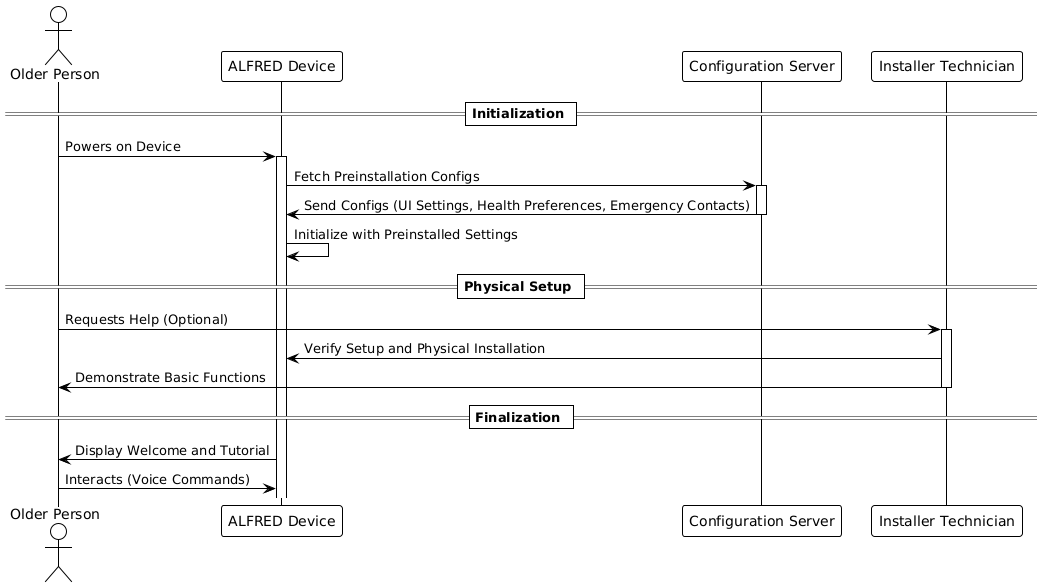 Older Person
ALFRED Device
Configuration Server
Installer Technician
Initialization
Powers on Device
Fetch Preinstallation Configs
Send Configs (UI Settings, Health Preferences, Emergency Contacts)
Initialize with Preinstalled Settings
Physical Setup
Requests Help (Optional)
Verify Setup and Physical Installation
Demonstrate Basic Functions
Finalization
Display Welcome and Tutorial
Interacts (Voice Commands)
Older Person
ALFRED Device
Configuration Server
Installer Technician